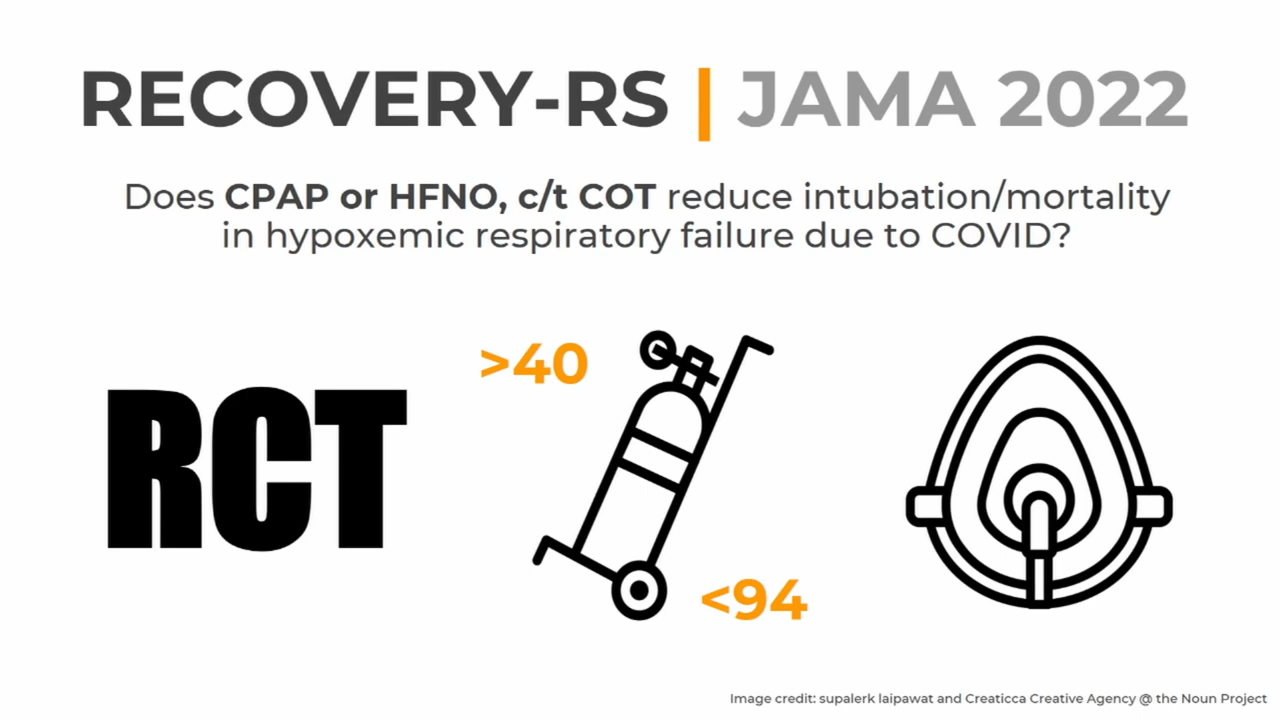 RECOVERY-RS | JAMA 2022
Does CPAP or HFNO, c/t COT reduce intubation/mortality
in hypoxemic respiratory failure due to COVID?
RCT
>40
<94
Image credit: supalerk laipawat and Creaticca Creative Agency @ the Noun Project